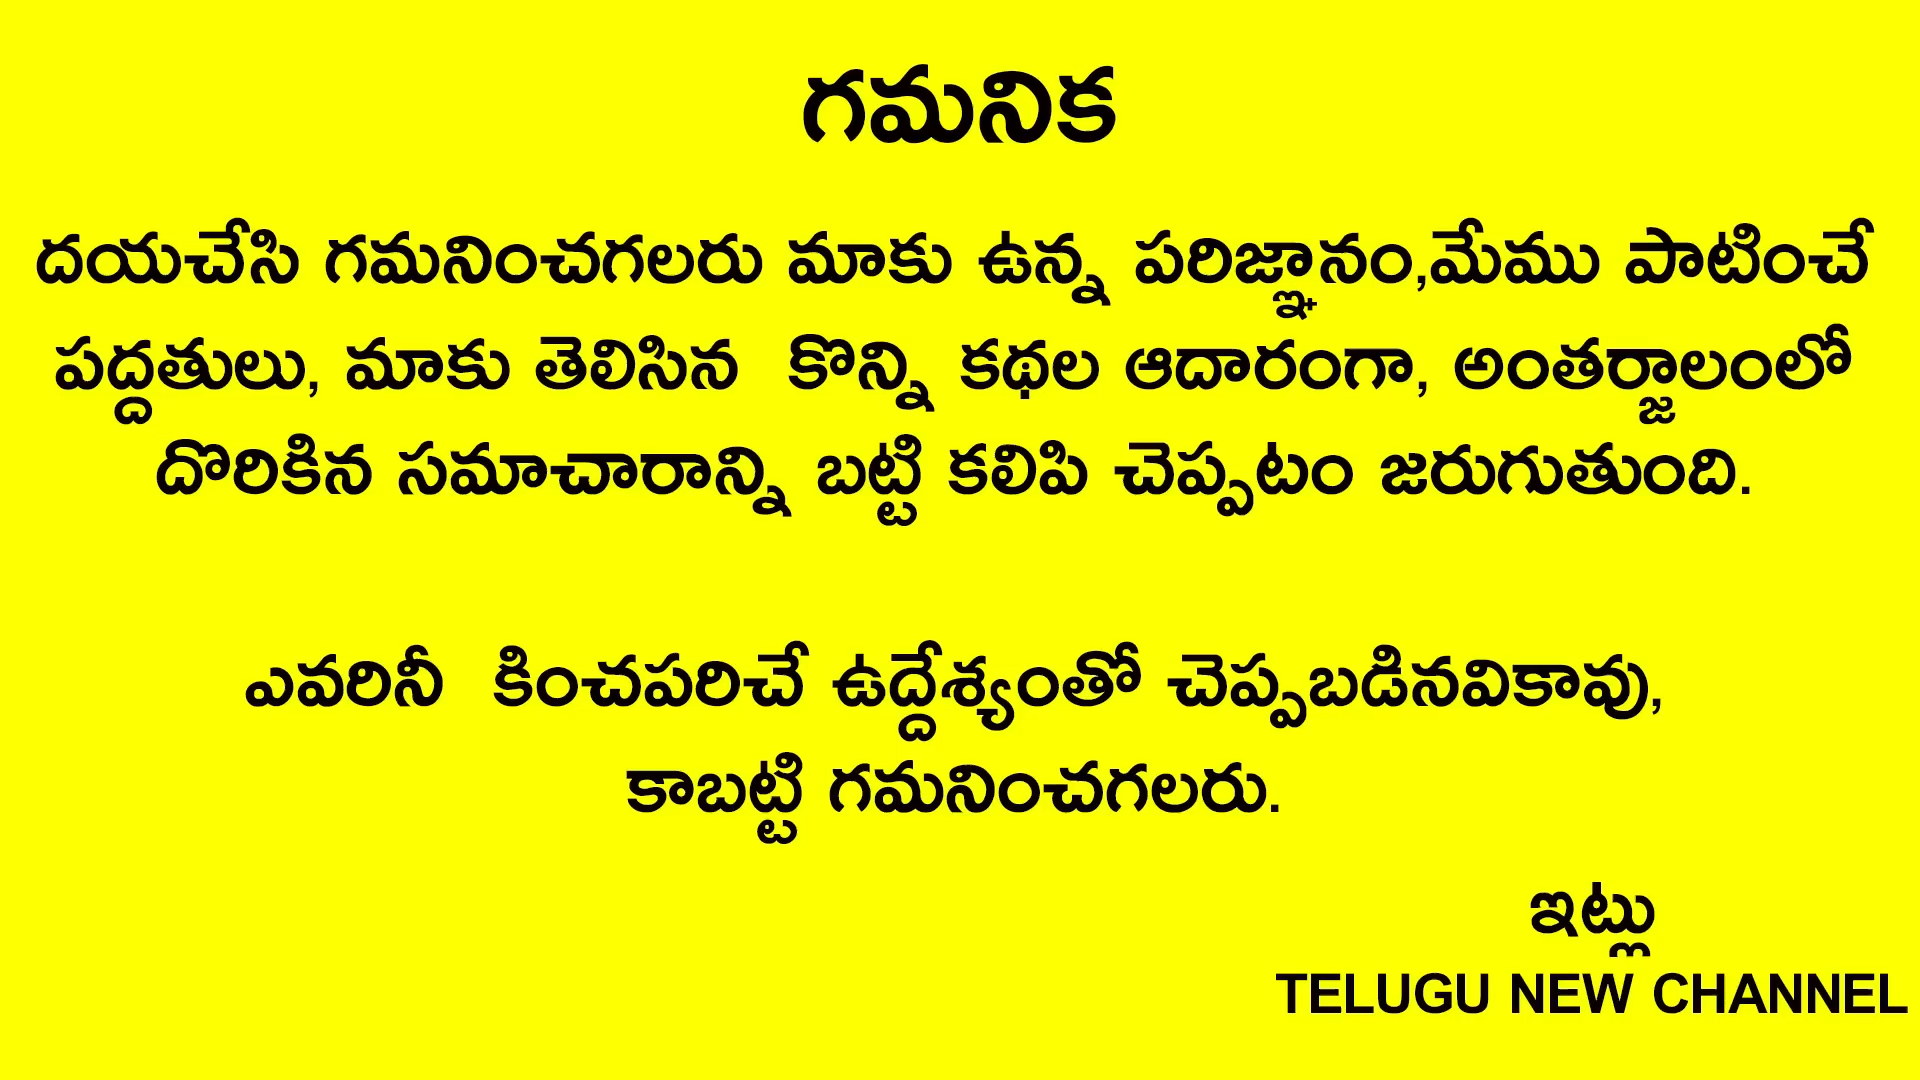 గమనిక
దయచేసి గమనించగలరు మాకు ఉన్న పరిజ్ఞానం,మేము పాటించే
పద్దతులు, మాకు తెలిసిన కొన్ని కథల ఆదారంగా, అంతర్జాలంలో
దొరికిన సమాచారాన్ని బట్టి కలిపి చెప్పటం జరుగుతుంది.
ఎవరినీ కించపరిచే ఉద్దేశ్యంతో చెప్పబడినవికావు,
కాబట్టి గమనించగలరు.
ఇట్లు
TELUGU NEW CHANNEL